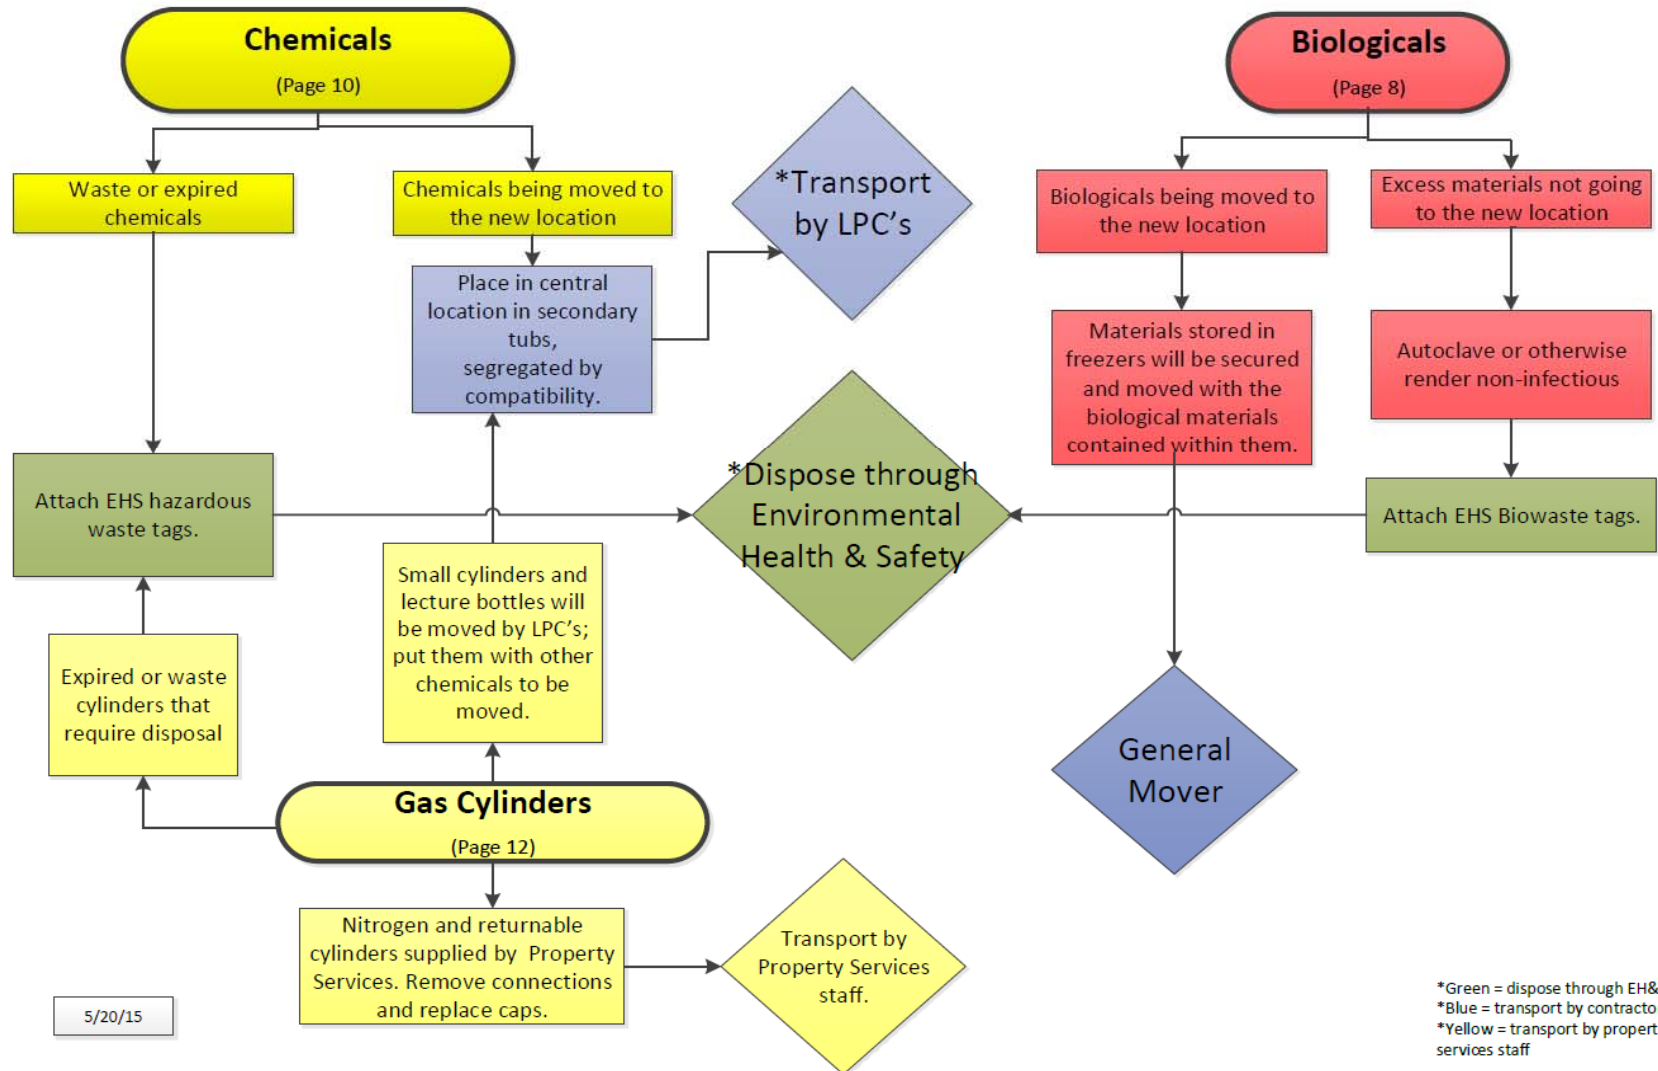 Chemicals
(Page 10)
Biologicals
(Page 8)
Waste or expired
chemicals
Chemicals being moved to
the new location
*Transport
by LPC’s
Biologicals being moved to
the new location
Excess materials not going
to the new location
Place in central
location in secondary
tubs,
segregated by
compatibility.
Materials stored in
freezers will be secured
and moved with the
biological materials
contained within them.
Autoclave or otherwise
render non-infectious
Attach EHS hazardous
waste tags.
*Dispose through
Environmental
Health & Safety
Attach EHS Biowaste tags.
Small cylinders and
lecture bottles will
be moved by LPC’s;
put them with other
chemicals to be
moved.
Expired or waste
cylinders that
require disposal
General
Mover
Gas Cylinders
(Page 12)
Nitrogen and returnable
cylinders supplied by Property
Services. Remove connections
and replace caps.
Transport by
Property Services
staff.
5/20/15
*Green = dispose through EH&
*Blue = transport by contracto
*Yellow = transport by propert
services staff